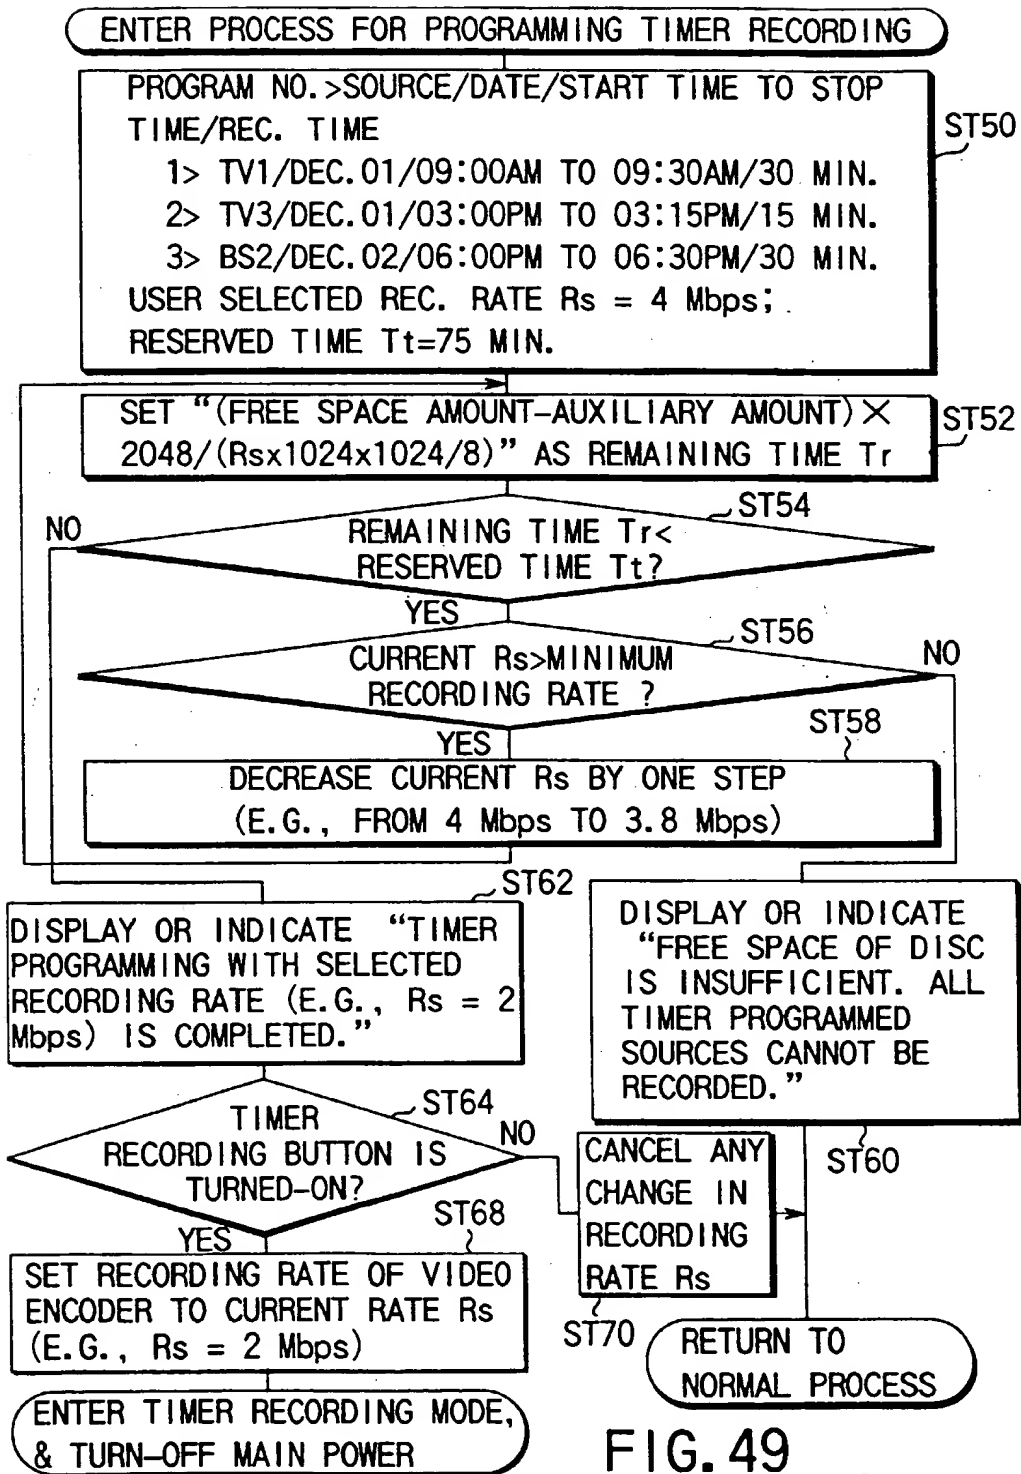 ENTER PROCESS FOR PROGRAMMING TIMER RECORDING
PROGRAM NO.>SOURCE/DATE/START TIME TO STOP
TIME/REC. TIME
1> TV1/DEC.01/09:00AM TO 09:30AM/30 MIN.
2> TV3/DEC.01/03:00PM TO 03:15PM/15 MIN.
3> BS2/DEC.02/06:00PM TO 06:30PM/30 MIN.
USER SELECTED REC. RATE Rs = 4 Mbps;
RESERVED TIME Tt=75 MIN.
ST50
SET “(FREE SPACE AMOUNT–AUXILIARY AMOUNT)×
2048/(Rsx1024x1024/8)” AS REMAINING TIME Tr
ST52
ST54
NO
REMAINING TIME Tr<
RESERVED TIME Tt?
YES
ST56
CURRENT Rs>MINIMUM
RECORDING RATE ?
NO
YES
ST58
DECREASE CURRENT Rs BY ONE STEP
(E.G., FROM 4 Mbps TO 3.8 Mbps)
ST62
DISPLAY OR INDICATE “TIMER
PROGRAMMING WITH SELECTED
RECORDING RATE (E.G., Rs = 2
Mbps) IS COMPLETED.”
DISPLAY OR INDICATE
“FREE SPACE OF DISC
IS INSUFFICIENT. ALL
TIMER PROGRAMMED
SOURCES CANNOT BE
RECORDED.”
ST60
ST64
TIMER
RECORDING BUTTON IS
TURNED–ON?
NO
YES
CANCEL ANY
CHANGE IN
RECORDING
RATE Rs
ST70
ST68
SET RECORDING RATE OF VIDEO
ENCODER TO CURRENT RATE Rs
(E.G., Rs = 2 Mbps)
RETURN TO
NORMAL PROCESS
ENTER TIMER RECORDING MODE,
& TURN–OFF MAIN POWER
FIG. 49